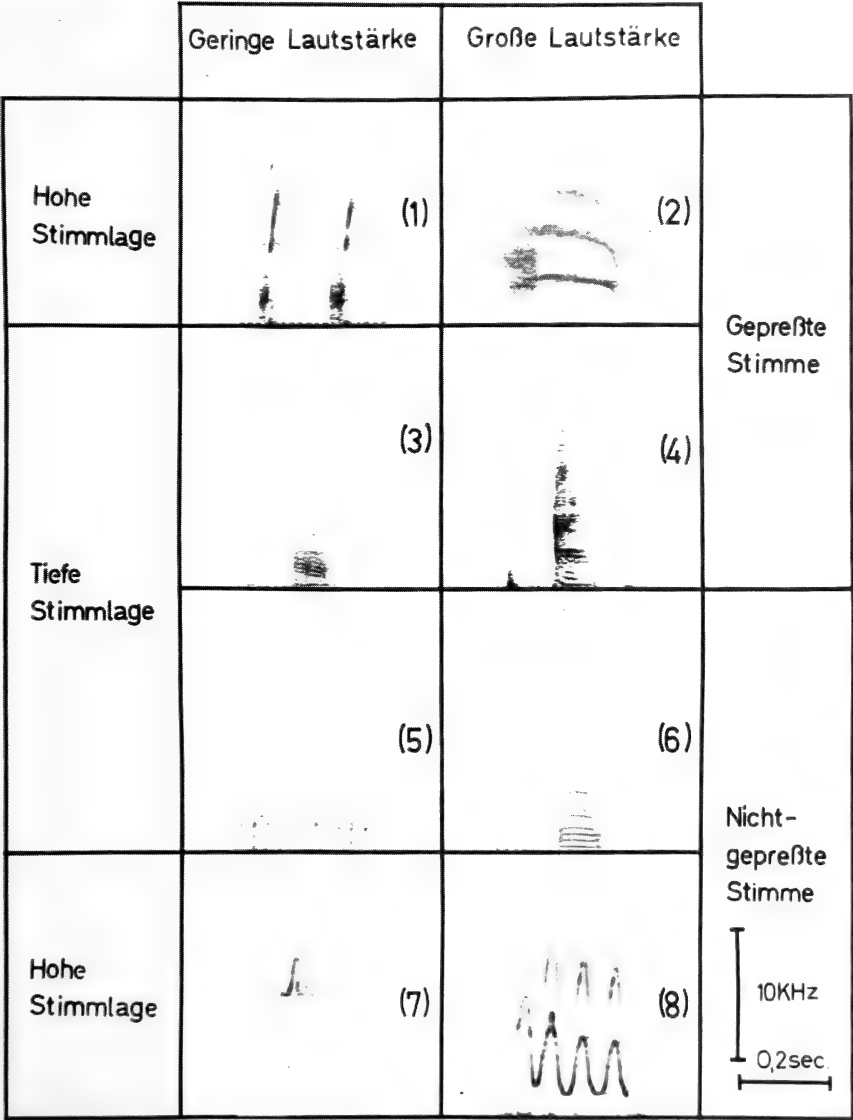 Geringe Lautstärke
Große Lautstärke
Hohe
Stimmlage
(1)
(2)
Gepreßte
Stimme
(3)
(4)
Tiefe
Stimmlage
(5)
(6)
Nicht-
gepreßte
Stimme
Hohe
Stimmlage
(7)
(8)
10KHz
0,2sec.